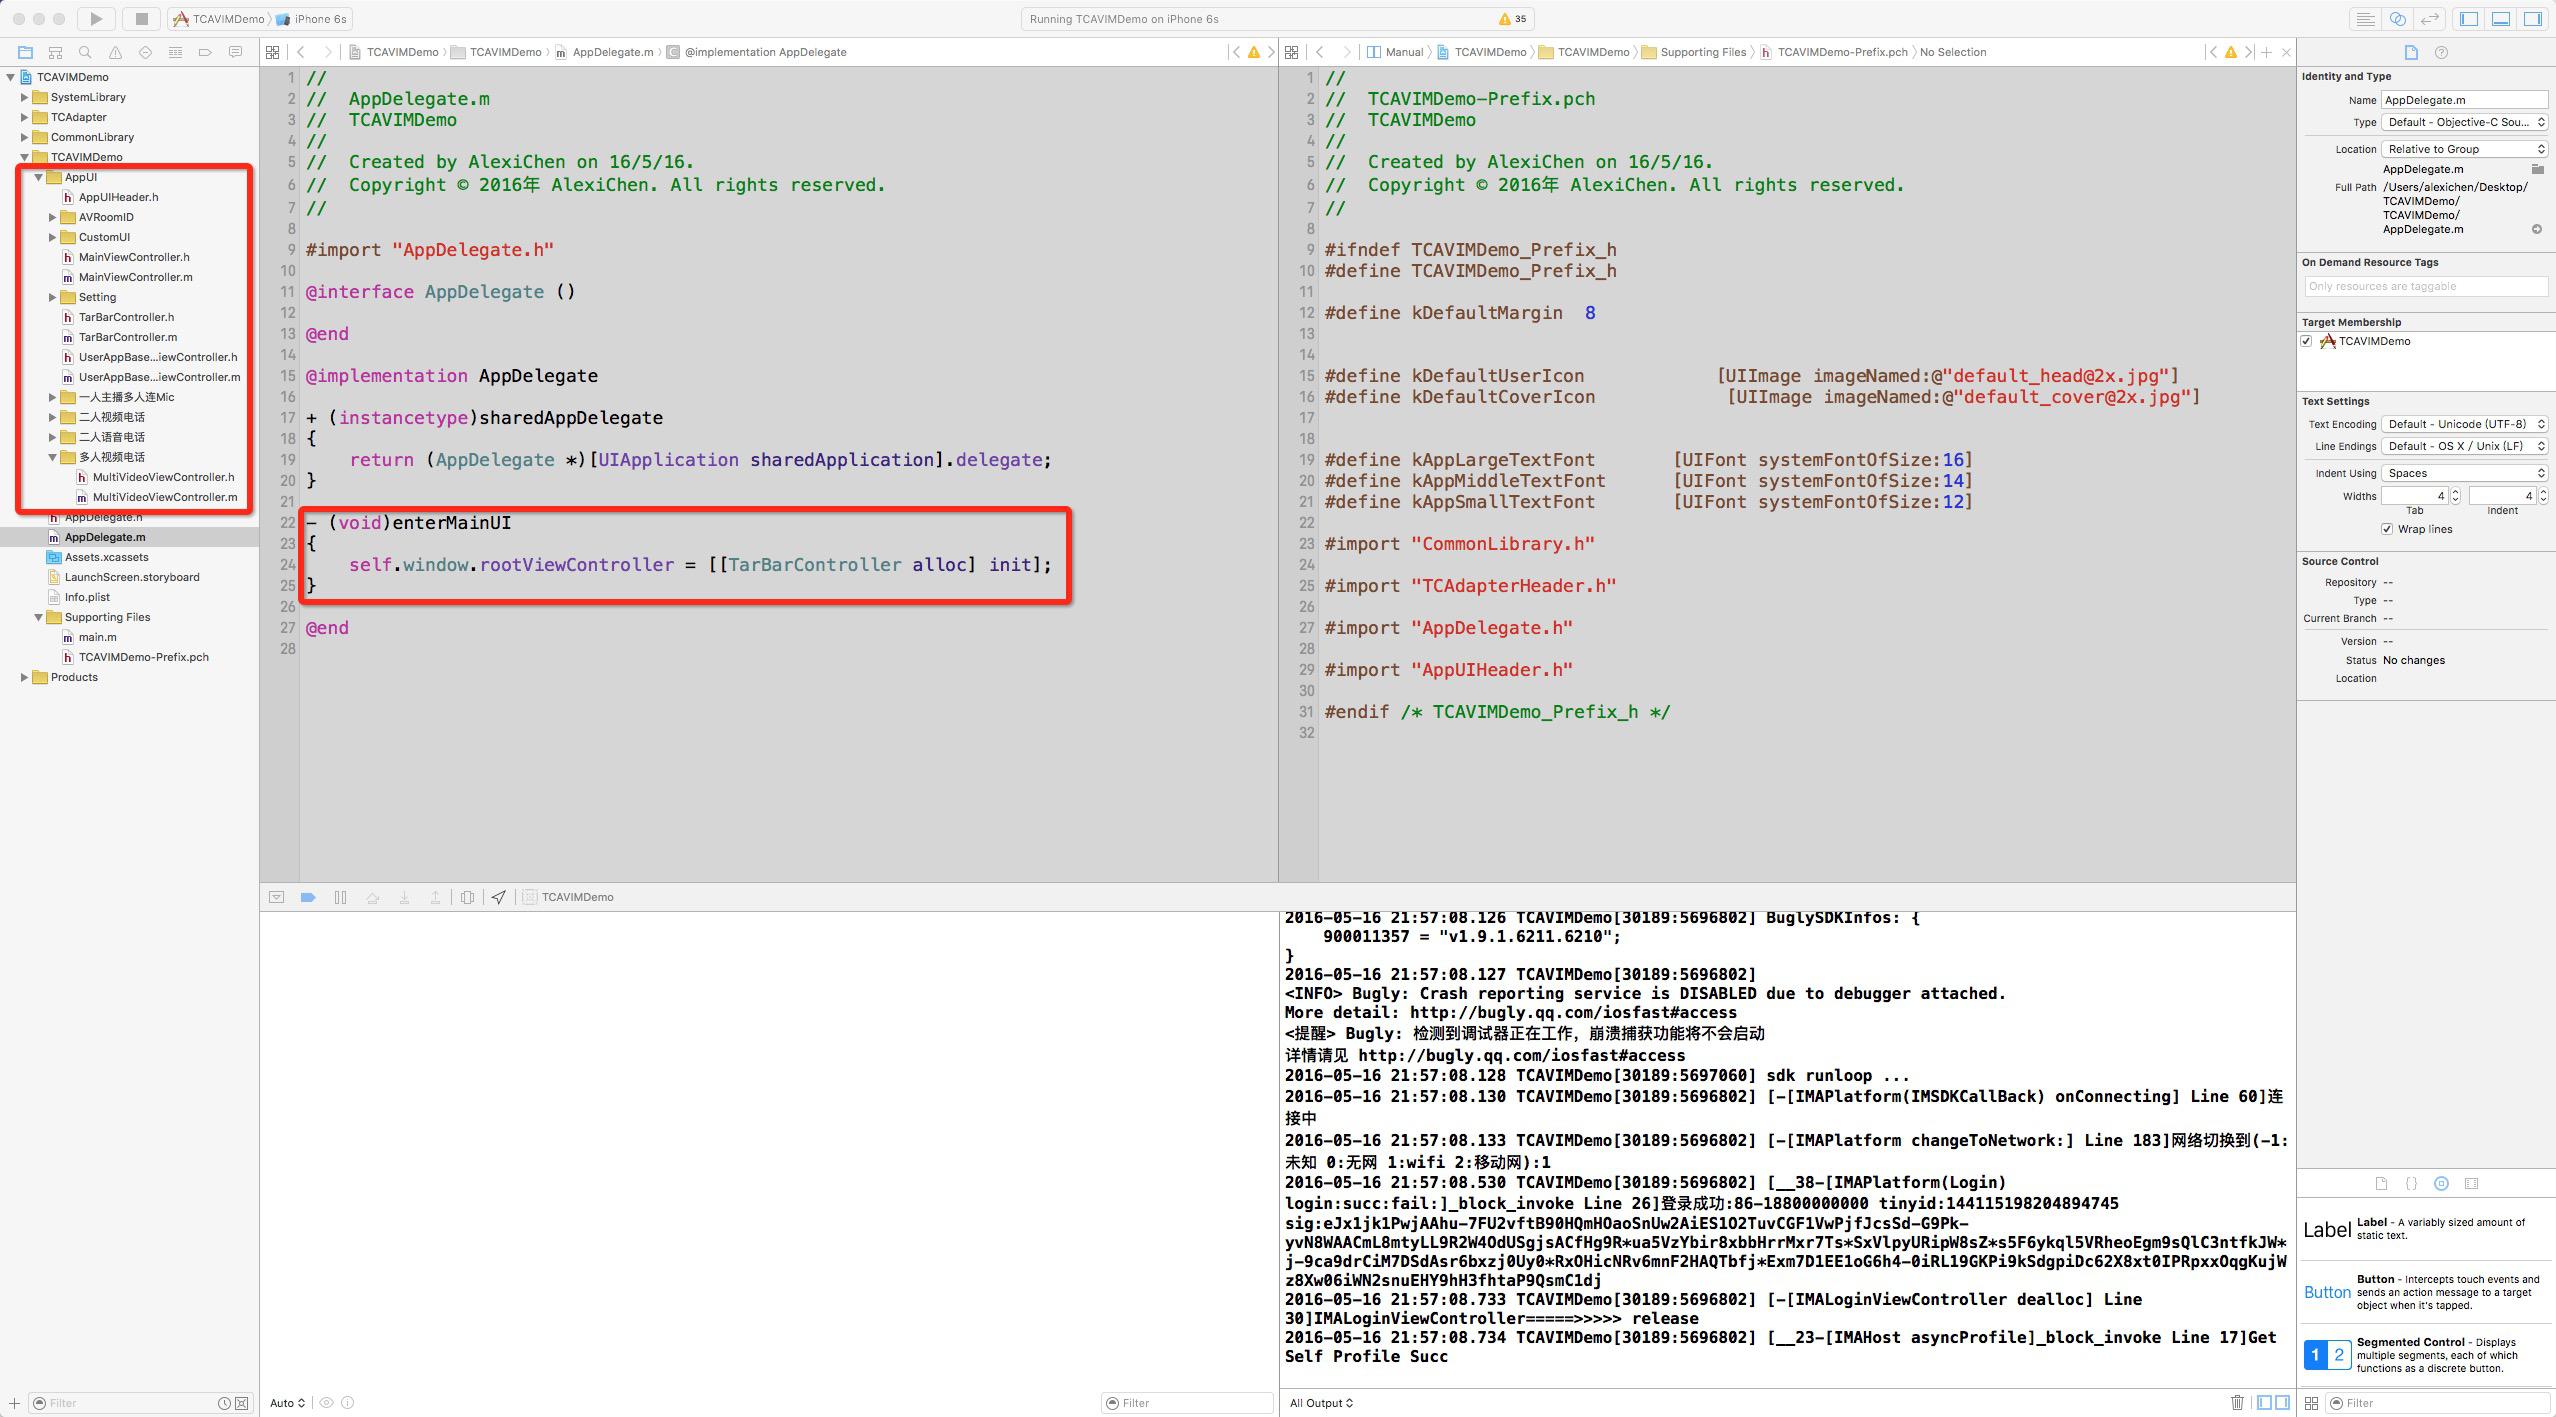 TCAVIMDemo
iPhone 6s
Running TCAVIMDemo on iPhone 6s
35
TCAVIMDemo
SystemLibrary
TCAdapter
CommonLibrary
TCAVIMDemo
AppUI
AppUIHeader.h
AVRoomID
CustomUI
MainViewController.h
MainViewController.m
Setting
TarBarController.h
TarBarController.m
UserAppBase...iewController.h
UserAppBase...iewController.m
一人主播多人连Mic
二人视频电话
二人语音电话
多人视频电话
MultiVideoViewController.h
MultiVideoViewController.m
AppDelegate.h
AppDelegate.m
Assets.xcassets
LaunchScreen.storyboard
Info.plist
Supporting Files
main.m
TCAVIMDemo-Prefix.pch
Products
Filter
TCAVIMDemo TCAVIMDemo AppDelegate.m @implementation AppDelegate
1 //
2 //  AppDelegate.m
3 //  TCAVIMDemo
4 //
5 //  Created by AlexiChen on 16/5/16.
6 //  Copyright © 2016年 AlexiChen. All rights reserved.
7 //
8
9 #import "AppDelegate.h"
10
11 @interface AppDelegate ()
12
13 @end
14
15 @implementation AppDelegate
16
17 + (instancetype)sharedAppDelegate
18 {
19     return (AppDelegate *)[UIApplication sharedApplication].delegate;
20 }
21
22 - (void)enterMainUI
23 {
24     self.window.rootViewController = [[TarBarController alloc] init];
25 }
26
27 @end
28
Manual TCAVIMDemo TCAVIMDemo Supporting Files TCAVIMDemo-Prefix.pch No Selection
1 //
2 //  TCAVIMDemo-Prefix.pch
3 //  TCAVIMDemo
4 //
5 //  Created by AlexiChen on 16/5/16.
6 //  Copyright © 2016年 AlexiChen. All rights reserved.
7 //
8
9 #ifndef TCAVIMDemo_Prefix_h
10 #define TCAVIMDemo_Prefix_h
11
12 #define kDefaultMargin  8
13
14
15 #define kDefaultUserIcon            [UIImage imageNamed:@"default_head@2x.jpg"]
16 #define kDefaultCoverIcon            [UIImage imageNamed:@"default_cover@2x.jpg"]
17
18
19 #define kAppLargeTextFont       [UIFont systemFontOfSize:16]
20 #define kAppMiddleTextFont      [UIFont systemFontOfSize:14]
21 #define kAppSmallTextFont       [UIFont systemFontOfSize:12]
22
23 #import "CommonLibrary.h"
24
25 #import "TCAdapterHeader.h"
26
27 #import "AppDelegate.h"
28
29 #import "AppUIHeader.h"
30
31 #endif /* TCAVIMDemo_Prefix_h */
32
TCAVIMDemo
Auto
Filter
2016-05-16 21:57:08.126 TCAVIMDemo[30189:5696802] BuglySDKInfos: {
    900011357 = "v1.9.1.6211.6210";
}
2016-05-16 21:57:08.127 TCAVIMDemo[30189:5696802]
<INFO> Bugly: Crash reporting service is DISABLED due to debugger attached.
More detail: http://bugly.qq.com/iosfast#access
<提醒> Bugly: 检测到调试器正在工作，崩溃捕获功能将不会启动
详情请见 http://bugly.qq.com/iosfast#access
2016-05-16 21:57:08.128 TCAVIMDemo[30189:5697060] sdk runloop ...
2016-05-16 21:57:08.130 TCAVIMDemo[30189:5696802] [-[IMAPlatform(IMSDKCallBack) onConnecting] Line 60]连
接中
2016-05-16 21:57:08.133 TCAVIMDemo[30189:5696802] [-[IMAPlatform changeToNetwork:] Line 183]网络切换到(-1:
未知 0:无网 1:wifi 2:移动网):1
2016-05-16 21:57:08.530 TCAVIMDemo[30189:5696802] [__38-[IMAPlatform(Login)
login:succ:fail:]_block_invoke Line 26]登录成功:86-18800000000 tinyid:144115198204894745
sig:eJx1jk1PwjAAhu-7FU2vftB90HQmHOaoSnUw2AiES1O2TuvCGF1VwPjfJcsSd-G9Pk-
yvN8WAACmL8mtyLL9R2W4OdUSgjsACfHg9R*ua5VzYbir8xbbHrrMxr7Ts*SxVlpyURipW8sZ*s5F6ykql5VRheoEgm9sQlC3ntfkJW*
j-9ca9drCiM7DSdAsr6bxzj0Uy0*RxOHicNRv6mnF2HAQTbfj*Exm7D1EE1oG6h4-0iRL19GKPi9kSdgpiDc62X8xt0IPRpxxOqgKujW
z8Xw06iWN2snuEHY9hH3fhtaP9QsmC1dj
2016-05-16 21:57:08.733 TCAVIMDemo[30189:5696802] [-[IMALoginViewController dealloc] Line
30]IMALoginViewController=====>>>>> release
2016-05-16 21:57:08.734 TCAVIMDemo[30189:5696802] [__23-[IMAHost asyncProfile]_block_invoke Line 17]Get
Self Profile Succ
All Output
Identity and Type
Name AppDelegate.m
Type Default - Objective-C Sou...
Location Relative to Group
AppDelegate.m
Full Path /Users/alexichen/Desktop/
TCAVIMDemo/
TCAVIMDemo/
AppDelegate.m
On Demand Resource Tags
Only resources are taggable
Target Membership
TCAVIMDemo
Text Settings
Text Encoding Default - Unicode (UTF-8)
Line Endings Default - OS X / Unix (LF)
Indent Using Spaces
Widths 4 4
Tab Indent
Wrap lines
Source Control
Repository --
Type --
Current Branch --
Version --
Status No changes
Location
Label Label - A variably sized amount of
static text.
Button Button - Intercepts touch events and
sends an action message to a target
object when it's tapped.
1 2 Segmented Control - Displays
multiple segments, each of which
functions as a discrete button.
Filter